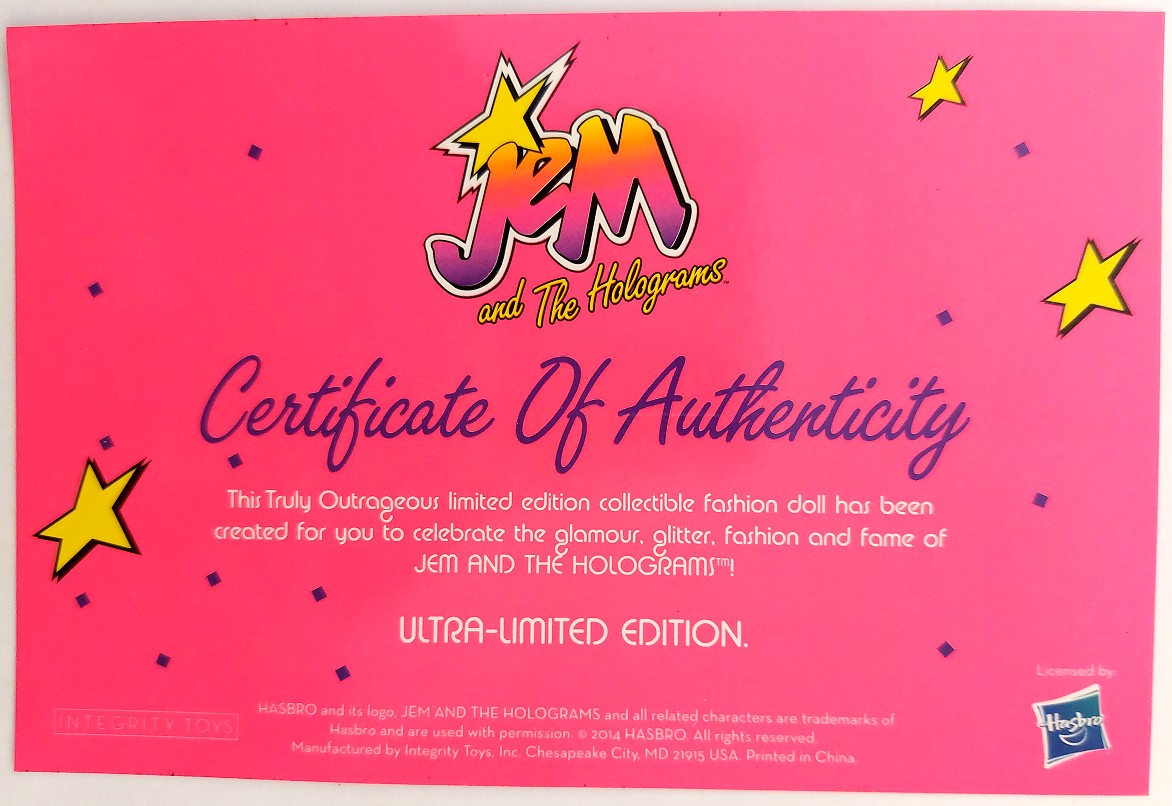 Jem
and The Holograms™
Certificate Of Authenticity
This Truly Outrageous limited edition collectible fashion doll has been
created for you to celebrate the glamour, glitter, fashion and fame of
JEM AND THE HOLOGRAMS™!
ULTRA-LIMITED EDITION.
Licensed by:
Hasbro
INTEGRITY TOYS
HASBRO and its logo, JEM AND THE HOLOGRAMS and all related characters are trademarks of
Hasbro and are used with permission. © 2014 HASBRO. All rights reserved.
Manufactured by Integrity Toys, Inc. Chesapeake City, MD 21915 USA. Printed in China.